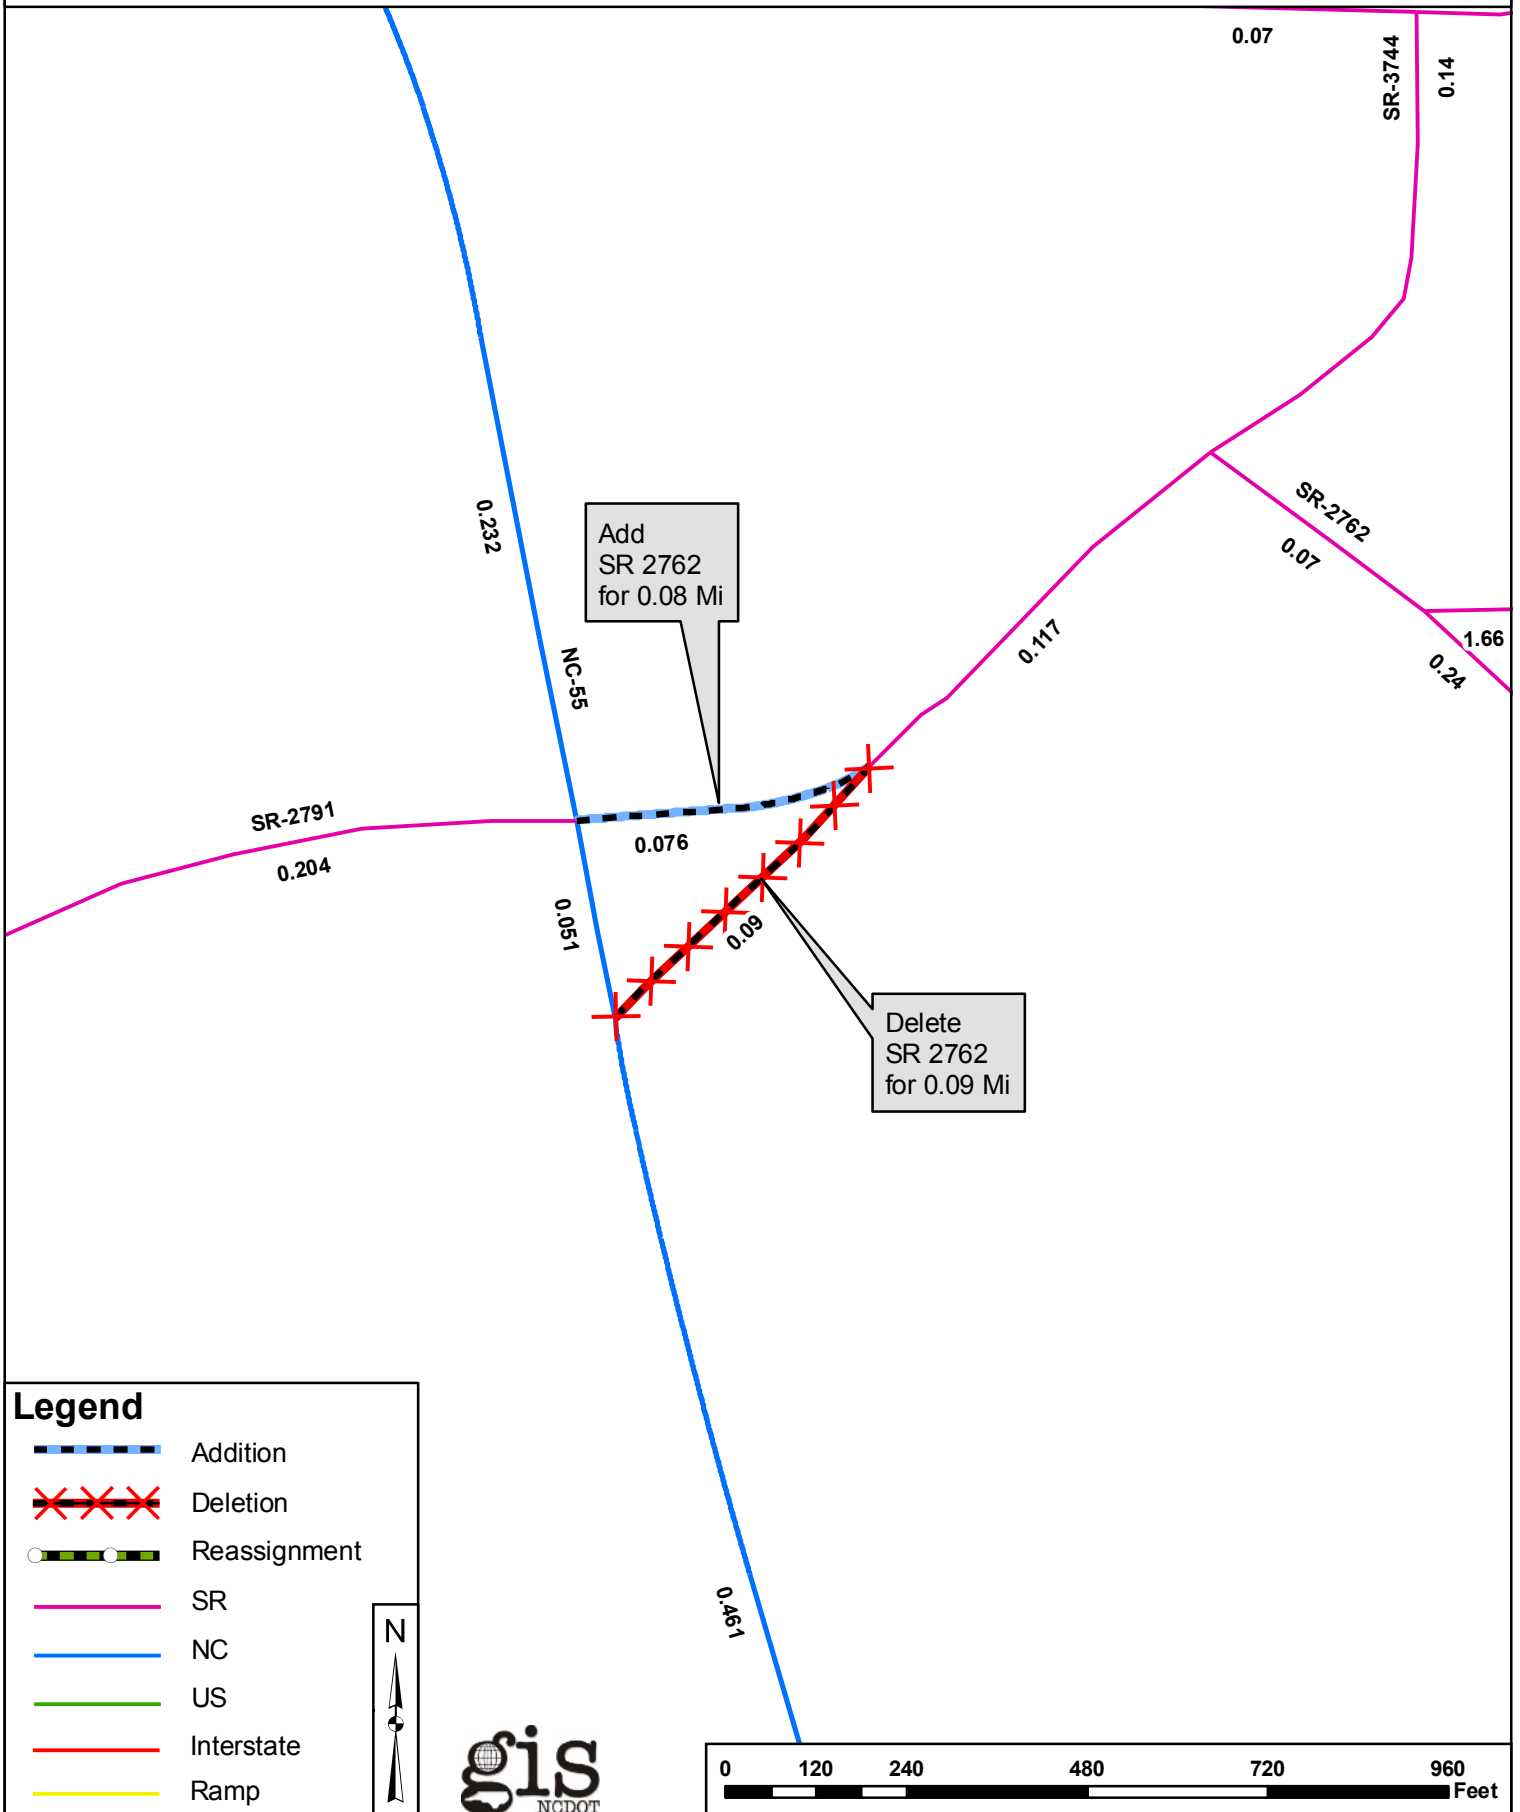 0.07
SR-3744
0.14
0.232
Add
SR 2762
for 0.08 Mi
SR-2762
0.07
0.117
1.66
0.24
NC-55
SR-2791
0.204
0.076
0.051
0.09
Delete
SR 2762
for 0.09 Mi
0.461
Legend
Addition
Deletion
Reassignment
SR
NC
US
Interstate
Ramp
N
gis
NCDOT
0 120 240 480 720 960
Feet